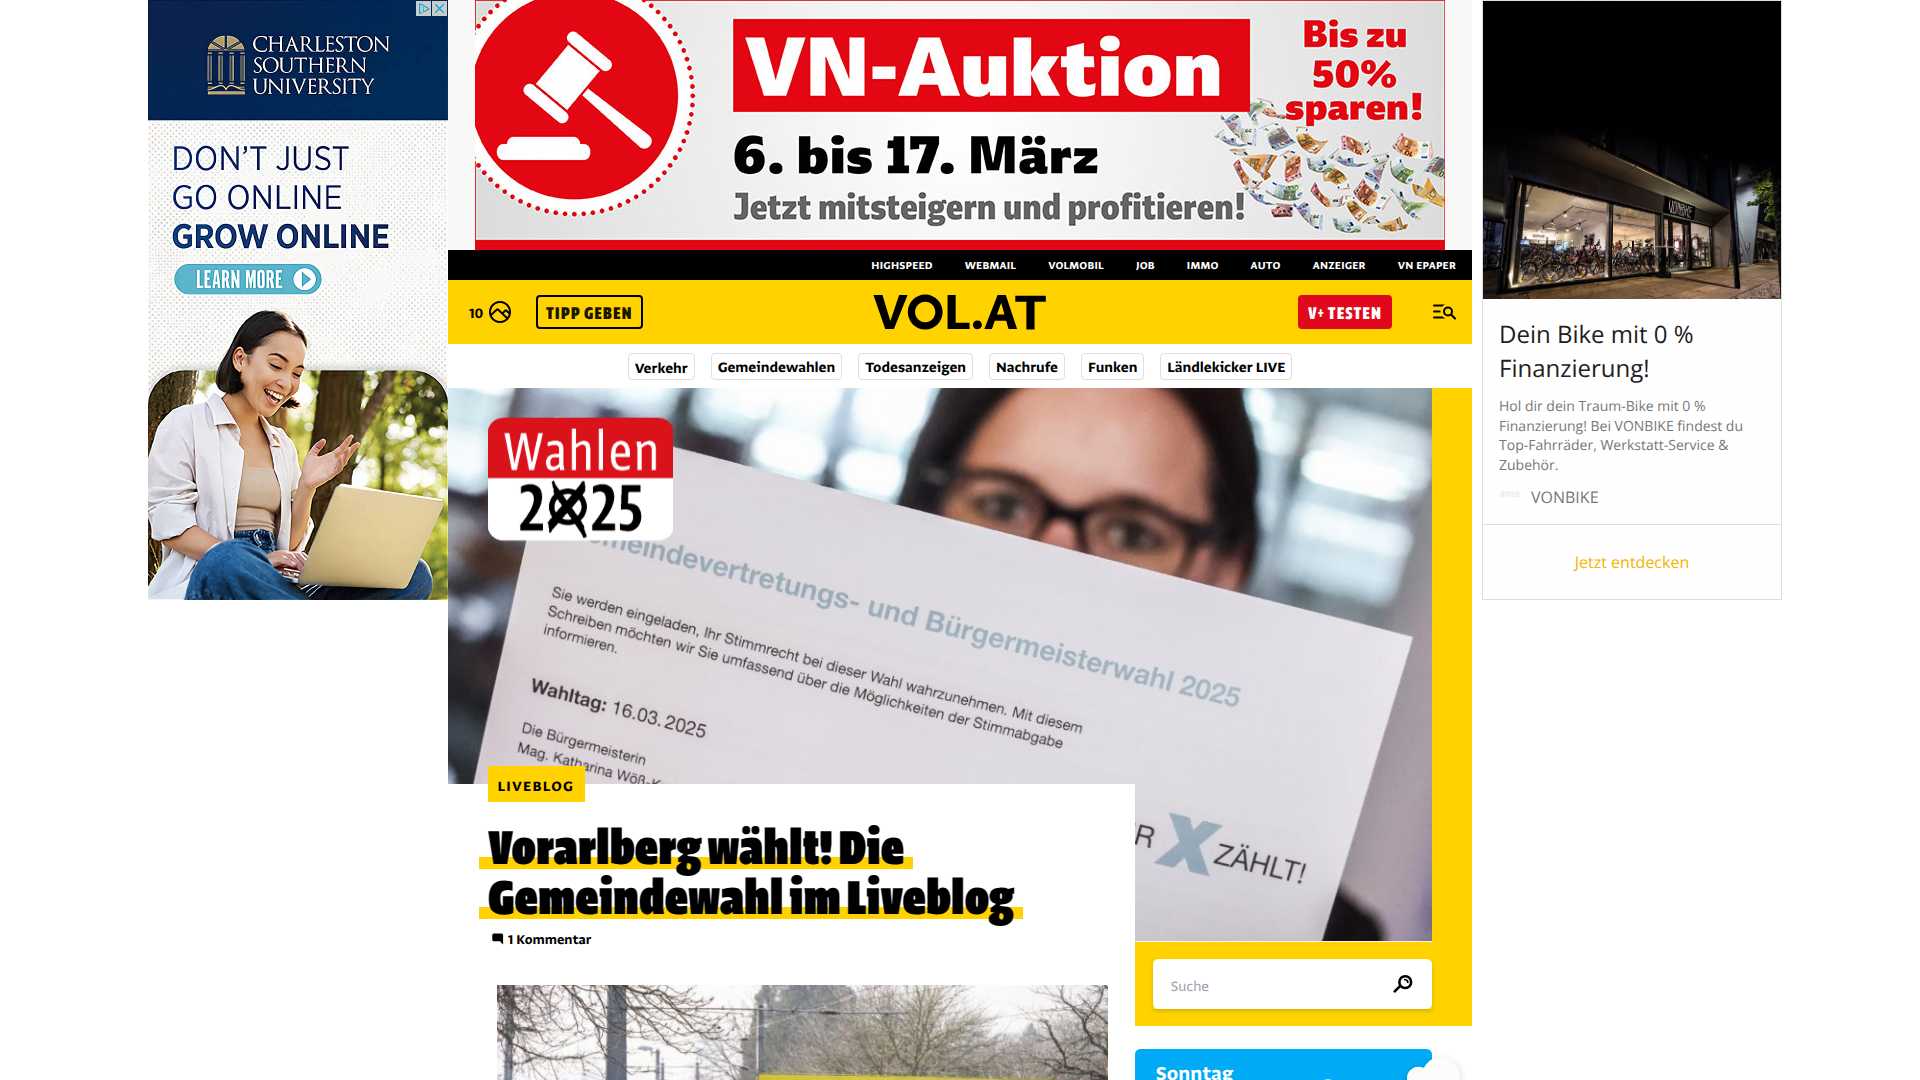 CHARLESTON
SOUTHERN
UNIVERSITY
DON'T JUST
GO ONLINE
GROW ONLINE
LEARN MORE
VN-Auktion
6. bis 17. März
Jetzt mitsteigern und profitieren!
Bis zu
50%
sparen!
HIGHSPEED WEBMAIL VOLMOBIL JOB IMMO AUTO ANZEIGER VN EPAPER
10 TIPP GEBEN VOL.AT V+ TESTEN
Verkehr Gemeindewahlen Todesanzeigen Nachrufe Funken Ländlekicker LIVE
Wahlen
2025
meindevertretungs- und Bürgermeisterwahl 2025
Sie werden eingeladen, Ihr Stimmrecht bei dieser Wahl wahrzunehmen. Mit diesem
Schreiben möchten wir Sie umfassend über die Möglichkeiten der Stimmabgabe
informieren.
Wahltag: 16.03.2025
Die Bürgermeisterin
Mag. Katharina Wöß-
R X ZÄHLT!
LIVEBLOG
Vorarlberg wählt! Die
Gemeindewahl im Liveblog
1 Kommentar
Suche
Sonntag
VONBIKE
Dein Bike mit 0 %
Finanzierung!
Hol dir dein Traum-Bike mit 0 %
Finanzierung! Bei VONBIKE findest du
Top-Fahrräder, Werkstatt-Service &
Zubehör.
VONBIKE
Jetzt entdecken